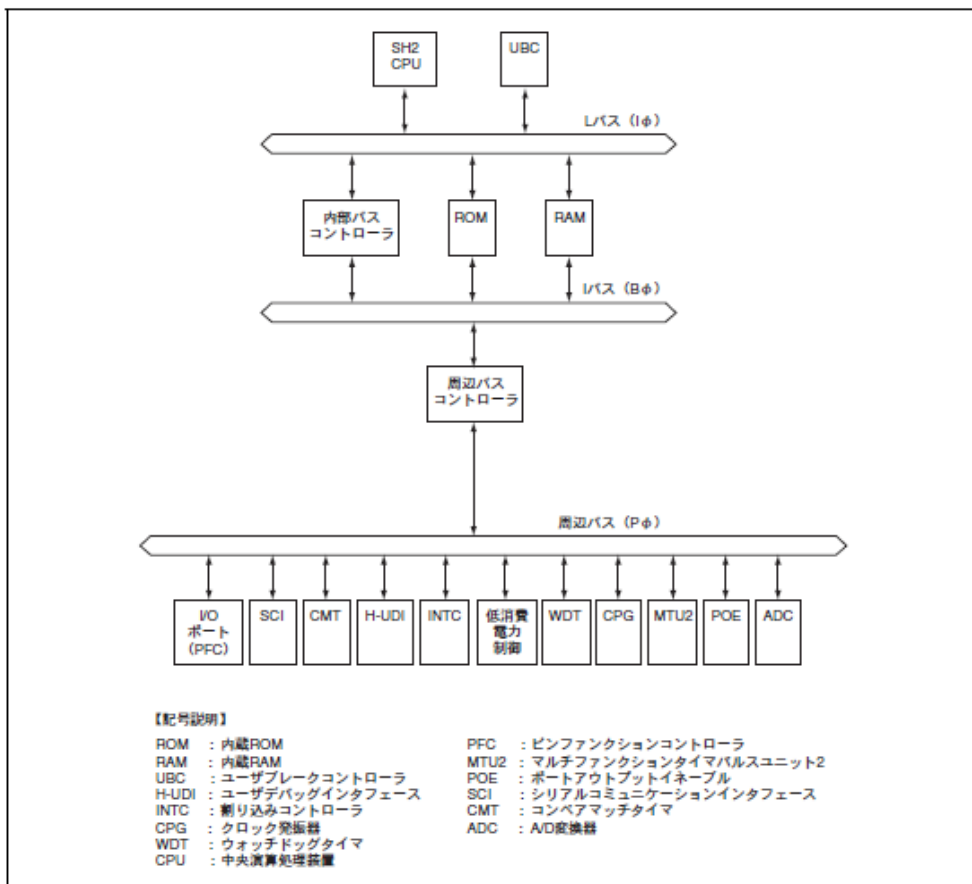 SH2
CPU
UBC
Lバス（Iφ）
内部バス
コントローラ
ROM
RAM
Iバス（Bφ）
周辺バス
コントローラ
周辺バス（Pφ）
I/O
ポート
（PFC）
SCI
CMT
H-UDI
INTC
低消費
電力
制御
WDT
CPG
MTU2
POE
ADC
【記号説明】
ROM ：内蔵ROM
RAM ：内蔵RAM
UBC ：ユーザブレークコントローラ
H-UDI ：ユーザデバッグインタフェース
INTC ：割り込みコントローラ
CPG ：クロック発振器
WDT ：ウォッチドッグタイマ
CPU ：中央演算処理装置
PFC ：ピンファンクションコントローラ
MTU2 ：マルチファンクションタイマパルスユニット2
POE ：ポートアウトプットイネーブル
SCI ：シリアルコミュニケーションインタフェース
CMT ：コンペアマッチタイマ
ADC ：A/D変換器